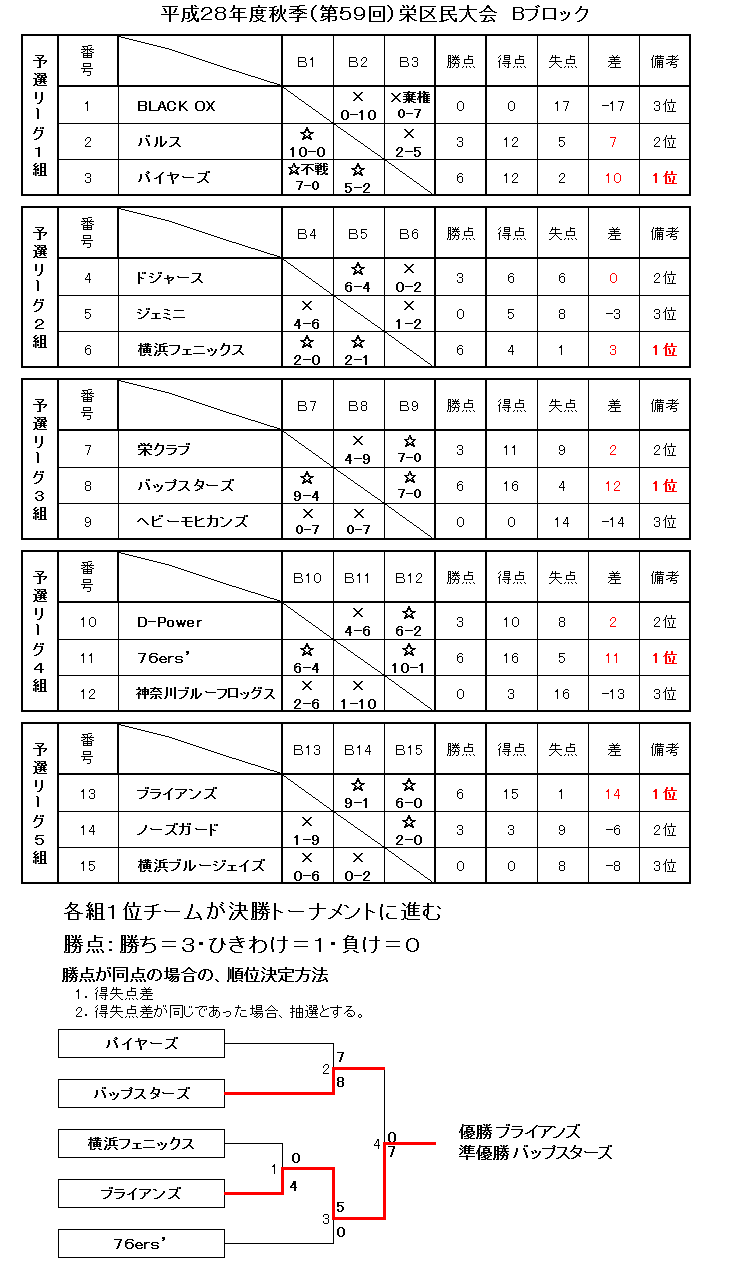 平成28年度秋季(第59回)栄区民大会 Bブロック
予選リーグ1組
番号 B1 B2 B3 勝点 得点 失点 差 備考
1 BLACK OX ×0-10 ×棄権0-7 0 0 17 -17 3位
2 バルス ☆10-0 ×2-5 3 12 5 7 2位
3 バイヤーズ ☆不戦7-0 ☆5-2 6 12 2 10 1位
予選リーグ2組
番号 B4 B5 B6 勝点 得点 失点 差 備考
4 ドジャース ☆6-4 ×0-2 3 6 6 0 2位
5 ジェミニ ×4-6 ×1-2 0 5 8 -3 3位
6 横浜フェニックス ☆2-0 ☆2-1 6 4 1 3 1位
予選リーグ3組
番号 B7 B8 B9 勝点 得点 失点 差 備考
7 栄クラブ ×4-9 ☆7-0 3 11 9 2 2位
8 バップスターズ ☆9-4 ☆7-0 6 16 4 12 1位
9 ヘビーモヒカンズ ×0-7 ×0-7 0 0 14 -14 3位
予選リーグ4組
番号 B10 B11 B12 勝点 得点 失点 差 備考
10 D-Power ×4-6 ☆6-2 3 10 8 2 2位
11 76ers’ ☆6-4 ☆10-1 6 16 5 11 1位
12 神奈川ブルーフロッグス ×2-6 ×1-10 0 3 16 -13 3位
予選リーグ5組
番号 B13 B14 B15 勝点 得点 失点 差 備考
13 ブライアンズ ☆9-1 ☆6-0 6 15 1 14 1位
14 ノーズガード ×1-9 ☆2-0 3 3 9 -6 2位
15 横浜ブルージェイズ ×0-6 ×0-2 0 0 8 -8 3位
各組1位チームが決勝トーナメントに進む
勝点:勝ち=3・ひきわけ=1・負け=0
勝点が同点の場合の、順位決定方法
1. 得失点差
2. 得失点差が同じであった場合、抽選とする。
バイヤーズ
7
2
8
バップスターズ
横浜フェニックス
0
1
4
ブライアンズ
5
3
0
76ers’
0
4
7
優勝 ブライアンズ
準優勝 バップスターズ